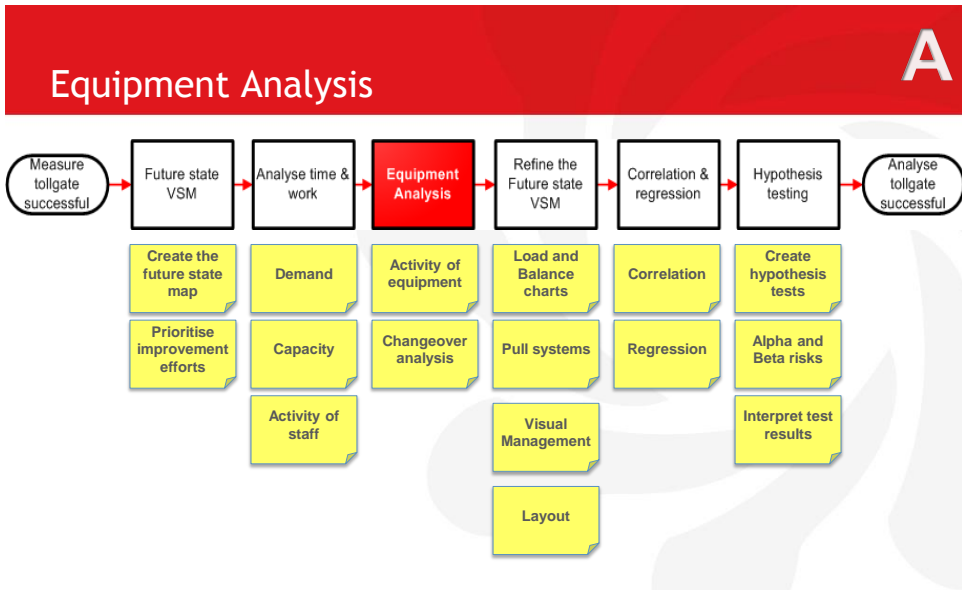 A
Equipment Analysis
Measure
tollgate
successful
Future state
VSM
Analyse time &
work
Equipment
Analysis
Refine the
Future state
VSM
Correlation &
regression
Hypothesis
testing
Analyse
tollgate
successful
Create the
future state
map
Prioritise
improvement
efforts
Demand
Capacity
Activity of
staff
Activity of
equipment
Changeover
analysis
Load and
Balance
charts
Pull systems
Visual
Management
Layout
Correlation
Regression
Create
hypothesis
tests
Alpha and
Beta risks
Interpret test
results